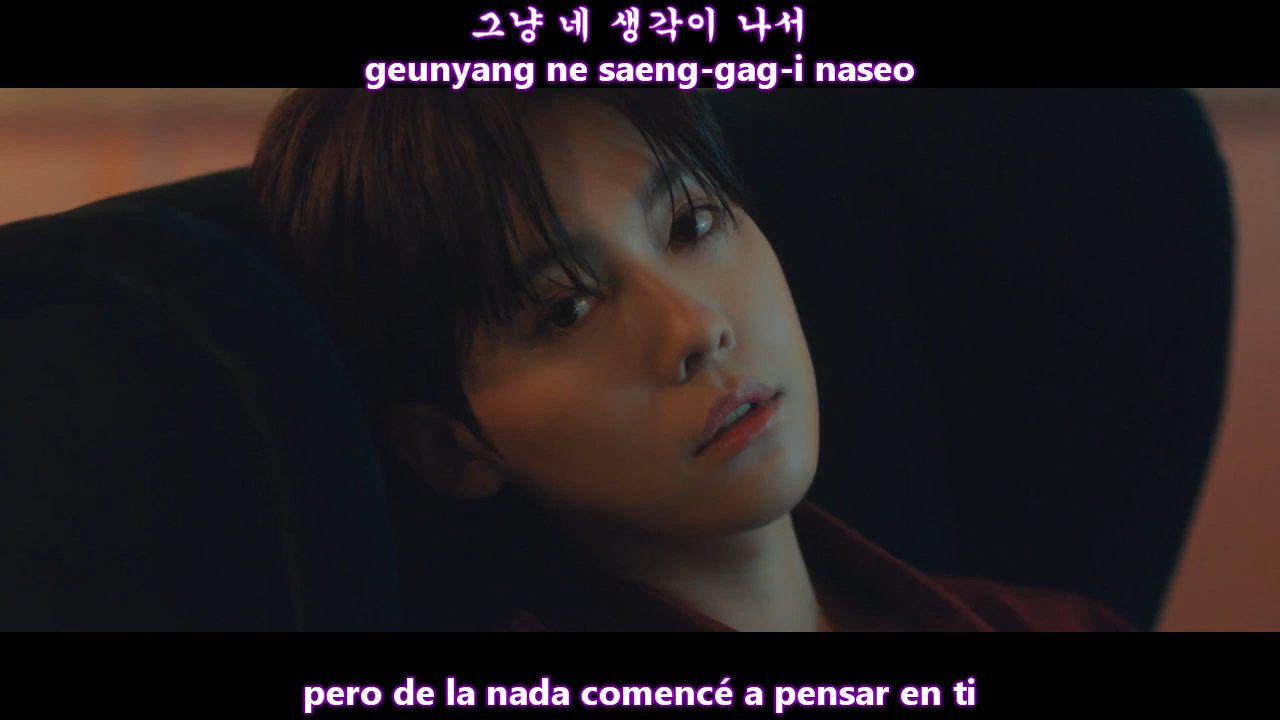 그냥 네 생각이 나서
geunyang ne saeng-gag-i naseo
pero de la nada comencé a pensar en ti